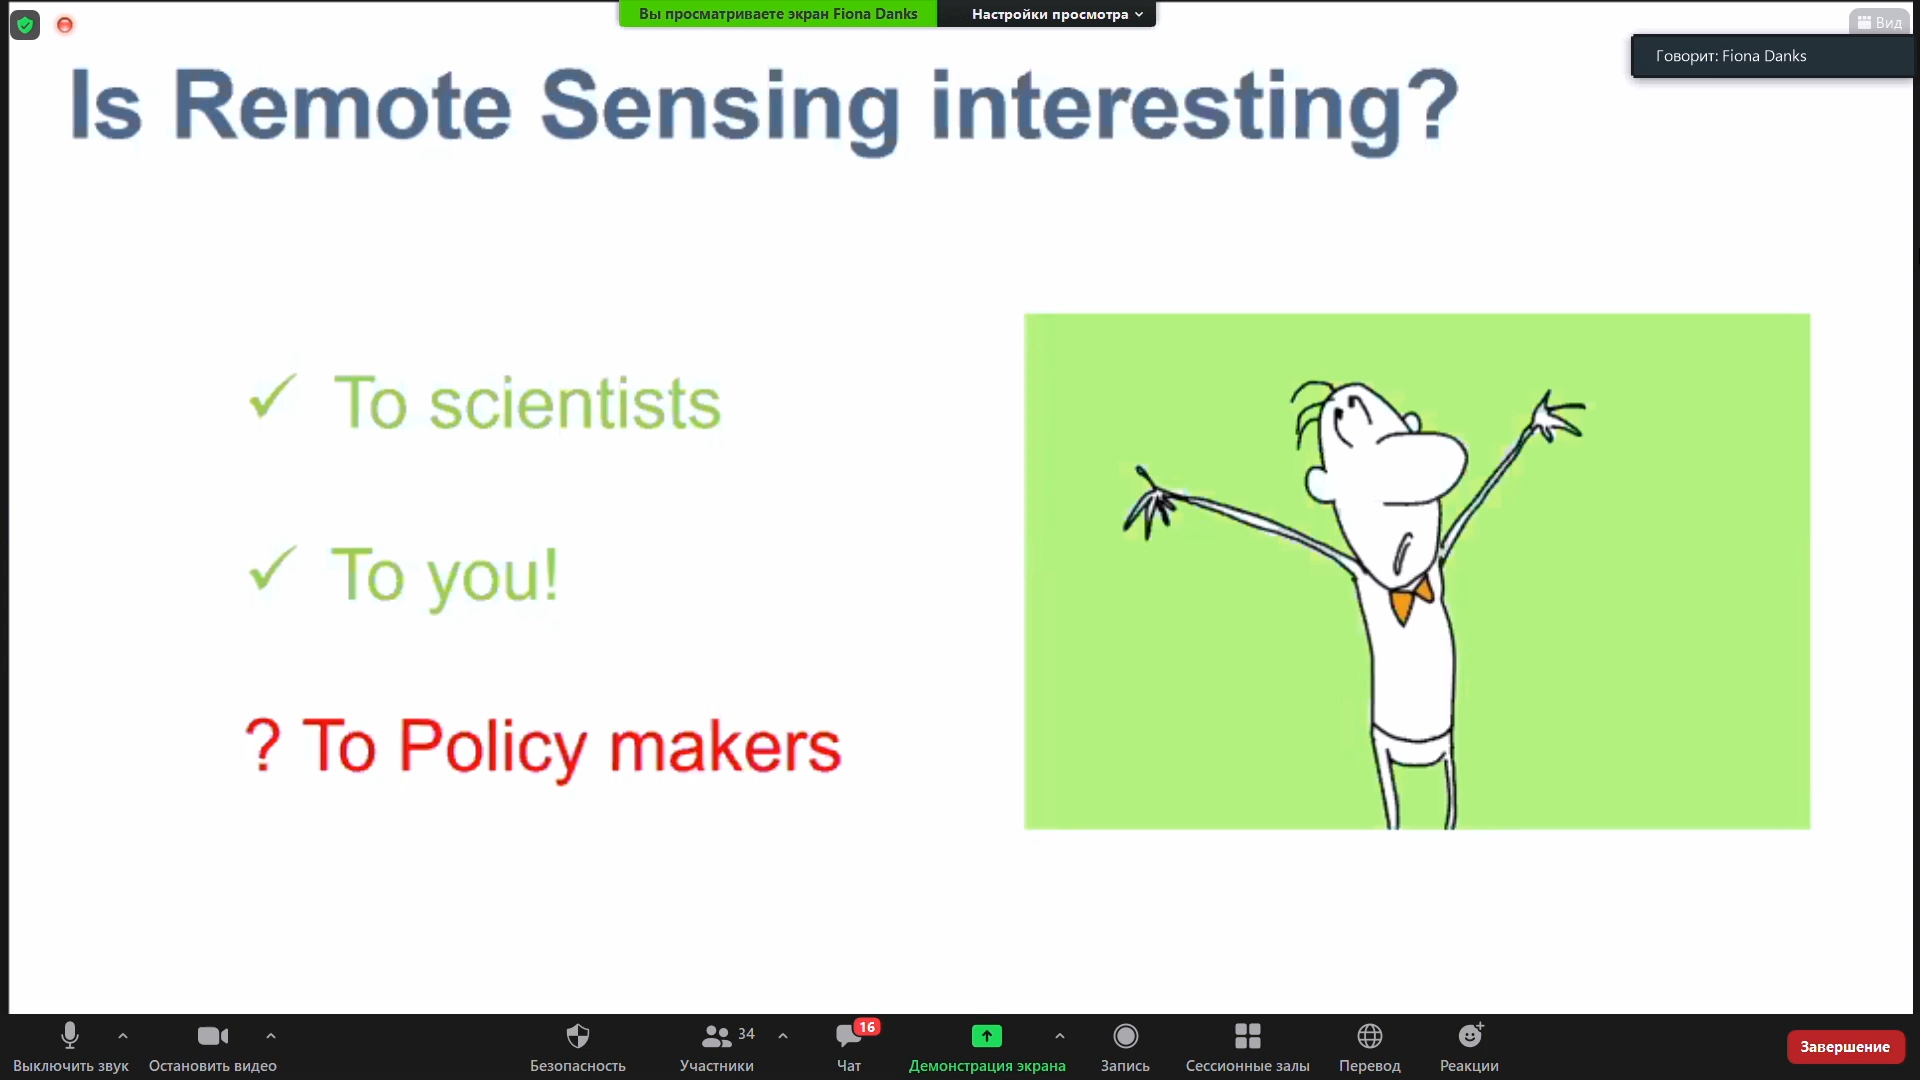 Вы просматриваете экран Fiona Danks
Настройки просмотра
Вид
Говорит: Fiona Danks
Is Remote Sensing interesting?
✓ To scientists
✓ To you!
? To Policy makers
Выключить звук
Остановить видео
Безопасность
34
Участники
16
Чат
Демонстрация экрана
Запись
Сессионные залы
Перевод
Реакции
Завершение